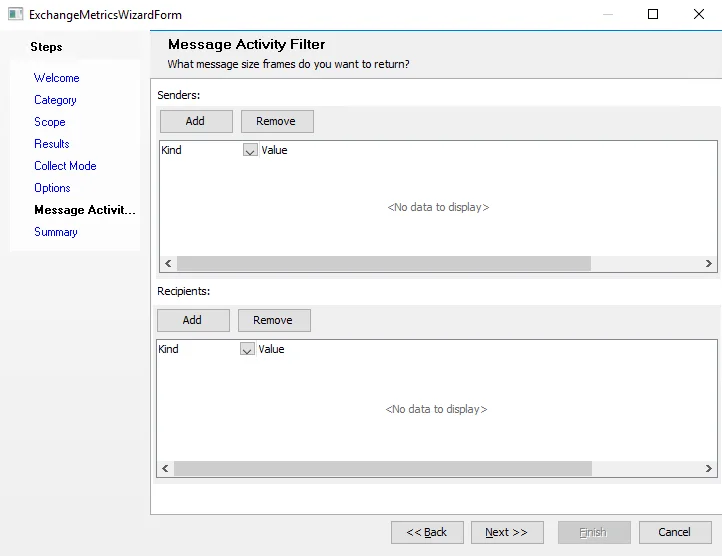 ExchangeMetricsWizardForm
Steps
Welcome
Category
Scope
Results
Collect Mode
Options
Message Activit...
Summary
Message Activity Filter
What message size frames do you want to return?
Senders:
Add Remove
Kind Value
<No data to display>
Recipients:
Add Remove
Kind Value
<No data to display>
<< Back Next >> Finish Cancel